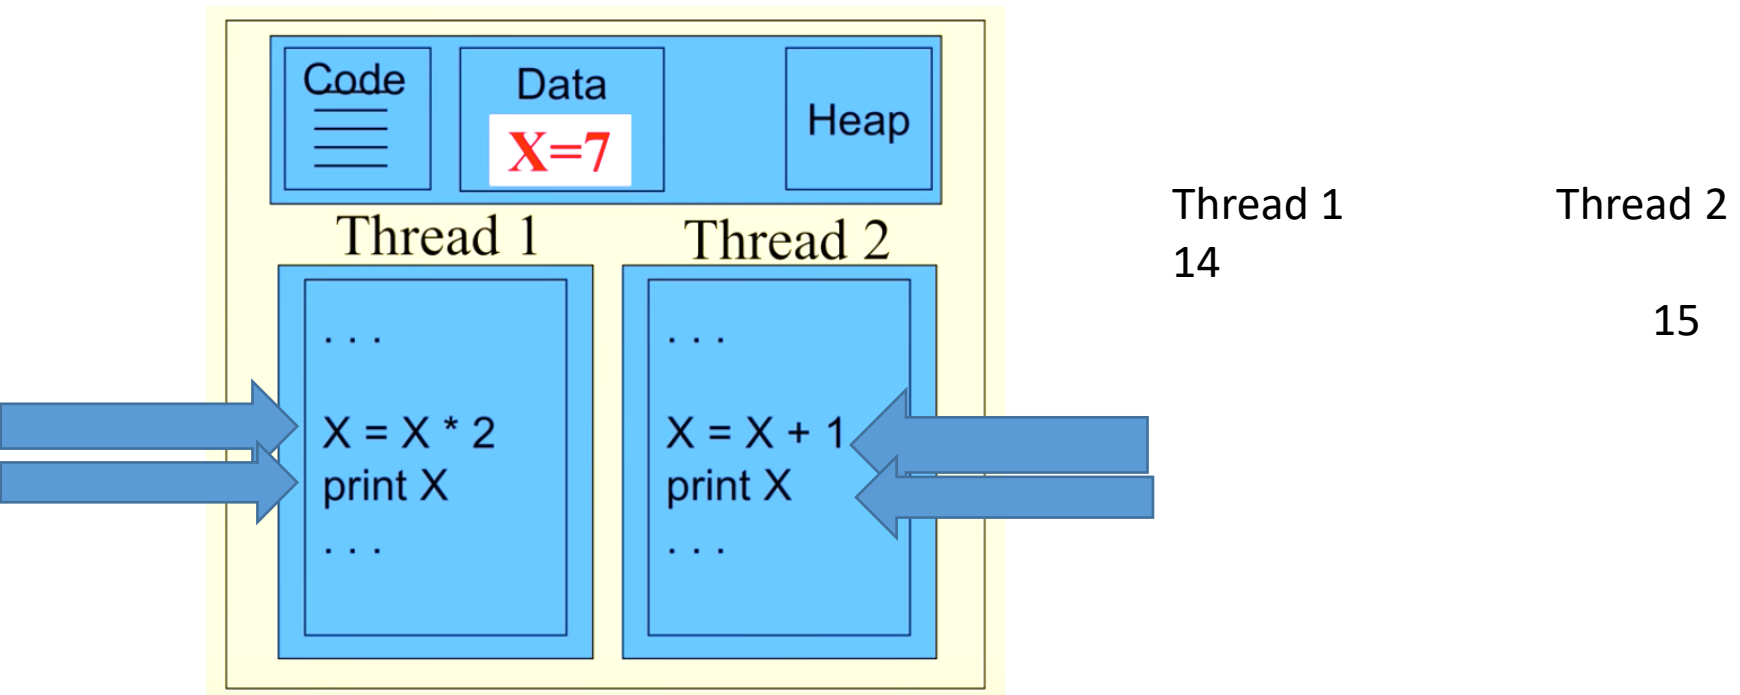 Code
Data
X=7
Heap
Thread 1
Thread 2
. . .
X = X * 2
print X
. . .
. . .
X = X + 1
print X
. . .
Thread 1 Thread 2
14
15